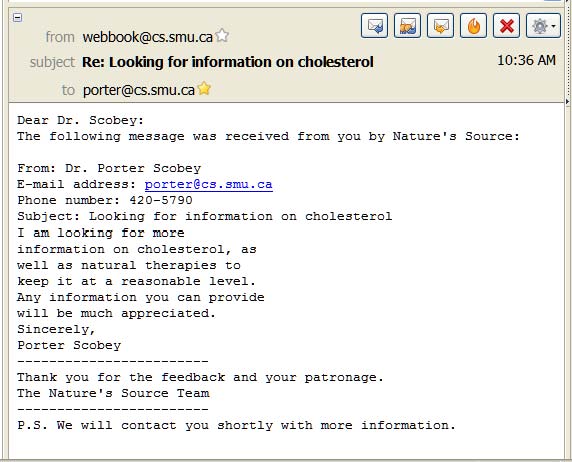 from webbook@cs.smu.ca
subject Re: Looking for information on cholesterol 10:36 AM
to porter@cs.smu.ca
Dear Dr. Scobey:
The following message was received from you by Nature's Source:
From: Dr. Porter Scobey
E-mail address: porter@cs.smu.ca
Phone number: 420-5790
Subject: Looking for information on cholesterol
I am looking for more
information on cholesterol, as
well as natural therapies to
keep it at a reasonable level.
Any information you can provide
will be much appreciated.
Sincerely,
Porter Scobey
------------------------
Thank you for the feedback and your patronage.
The Nature's Source Team
------------------------
P.S. We will contact you shortly with more information.